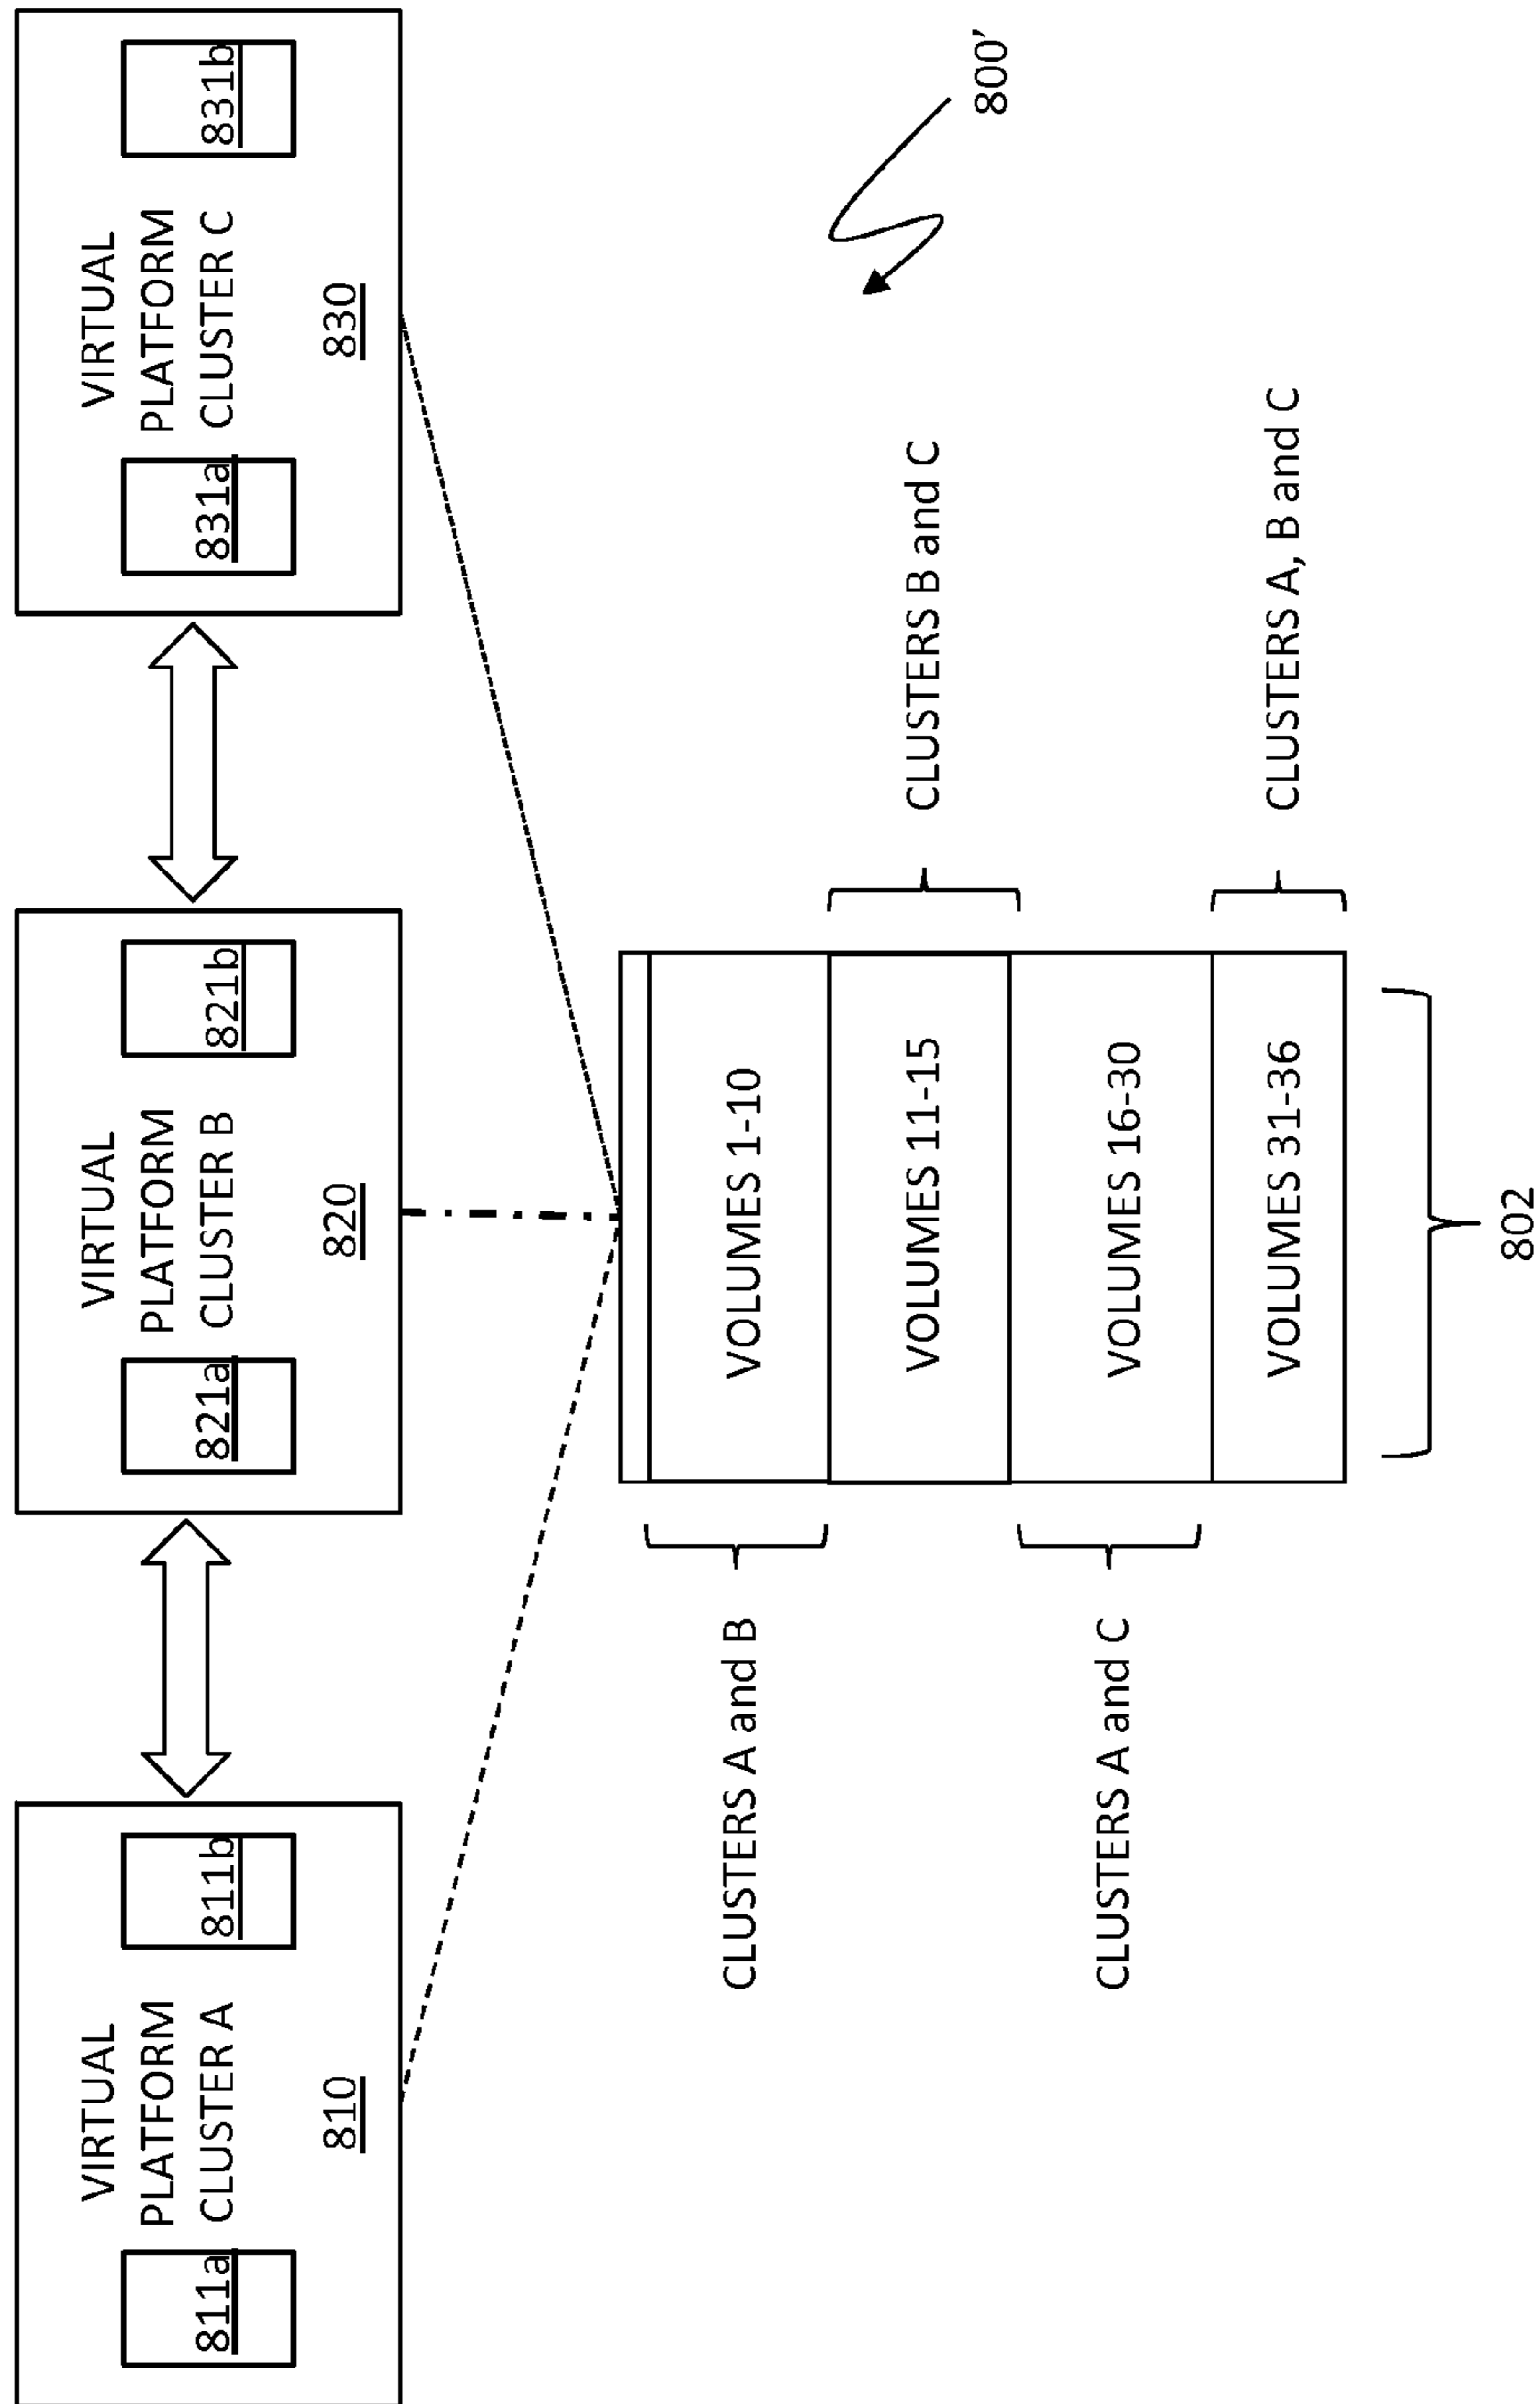 VIRTUAL
PLATFORM
CLUSTER A
811a
811b
810
VIRTUAL
PLATFORM
CLUSTER B
821a
821b
820
VIRTUAL
PLATFORM
CLUSTER C
831a
831b
830
CLUSTERS A and B
VOLUMES 1-10
VOLUMES 11-15
CLUSTERS B and C
CLUSTERS A and C
VOLUMES 16-30
VOLUMES 31-36
CLUSTERS A, B and C
802
800’